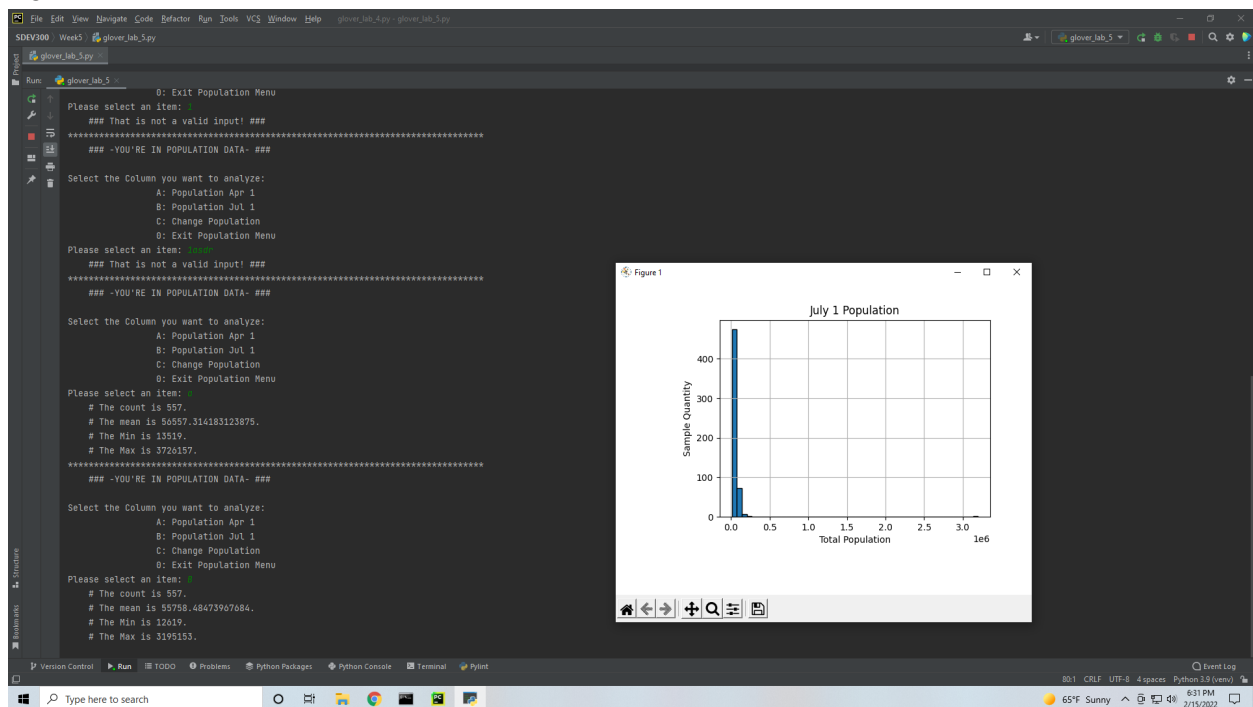 File Edit View Navigate Code Refactor Run Tools VCS Window Help glover_lab_4.py - glover_lab_5.py
SDEV300 Week5 glover_lab_5.py
glover_lab_5
glover_lab_5.py
Project
Run: glover_lab_5
0: Exit Population Menu
Please select an item: 1
### That is not a valid input! ###
********************************************************************************
### -YOU'RE IN POPULATION DATA- ###
Select the Column you want to analyze:
A: Population Apr 1
B: Population Jul 1
C: Change Population
0: Exit Population Menu
Please select an item:
### That is not a valid input! ###
********************************************************************************
### -YOU'RE IN POPULATION DATA- ###
Select the Column you want to analyze:
A: Population Apr 1
B: Population Jul 1
C: Change Population
0: Exit Population Menu
Please select an item: a
# The count is 557.
# The mean is 56557.314183123875.
# The Min is 13519.
# The Max is 3726157.
********************************************************************************
### -YOU'RE IN POPULATION DATA- ###
Select the Column you want to analyze:
A: Population Apr 1
B: Population Jul 1
C: Change Population
0: Exit Population Menu
Please select an item: B
# The count is 557.
# The mean is 55758.48473967684.
# The Min is 12619.
# The Max is 3195153.
Figure 1
July 1 Population
400
300
200
100
0
Sample Quantity
0.0 0.5 1.0 1.5 2.0 2.5 3.0
1e6
Total Population
Structure
Bookmarks
Version Control Run TODO Problems Python Packages Python Console Terminal Pylint
Event Log
80:1 CRLF UTF-8 4 spaces Python 3.9 (venv)
Type here to search
65°F Sunny
6:31 PM
2/15/2022